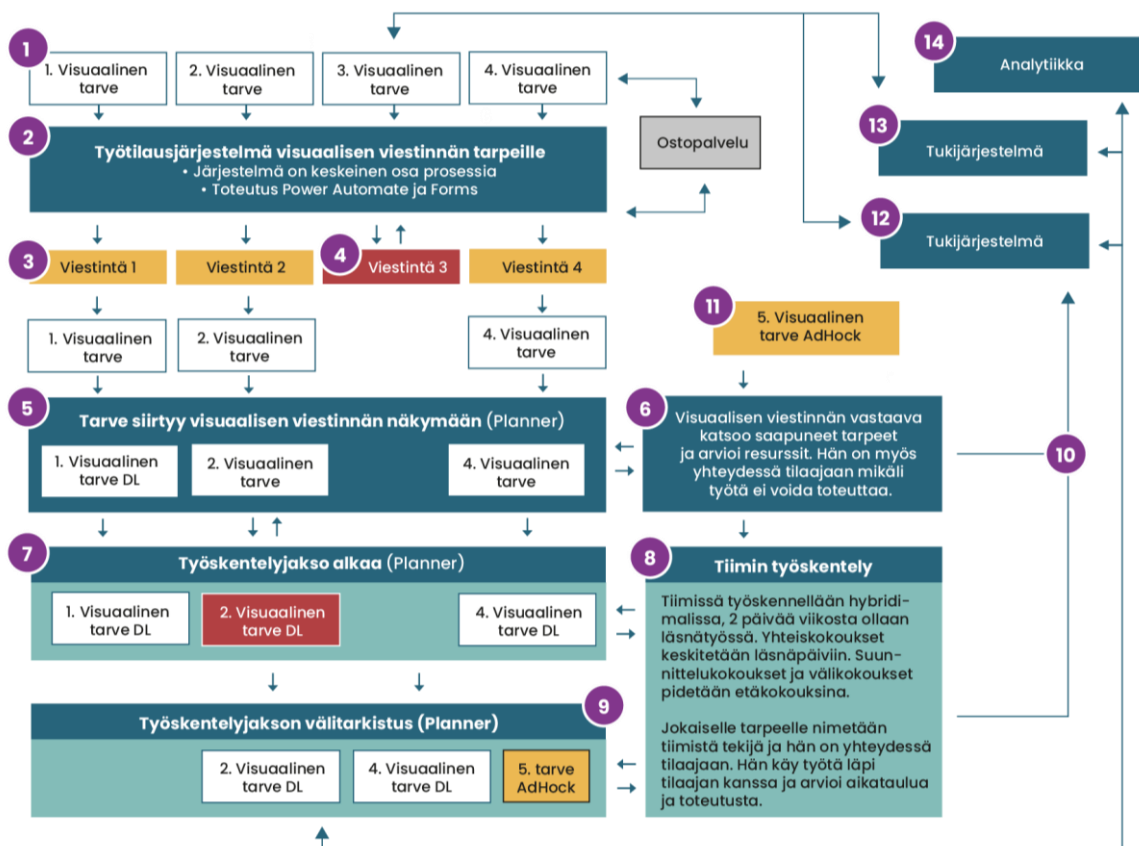 1
1. Visuaalinen
tarve
2. Visuaalinen
tarve
3. Visuaalinen
tarve
4. Visuaalinen
tarve
14
Analytiikka
13
Tukijärjestelmä
Ostopalvelu
2
Työtilausjärjestelmä visuaalisen viestinnän tarpeille
• Järjestelmä on keskeinen osa prosessia
• Toteutus Power Automate ja Forms
12
Tukijärjestelmä
3
Viestintä 1
Viestintä 2
4
Viestintä 3
Viestintä 4
11
5. Visuaalinen
tarve AdHock
1. Visuaalinen
tarve
2. Visuaalinen
tarve
4. Visuaalinen
tarve
5
Tarve siirtyy visuaalisen viestinnän näkymään (Planner)
1. Visuaalinen
tarve DL
2. Visuaalinen
tarve
4. Visuaalinen
tarve
6
Visuaalisen viestinnän vastaava
katsoo saapuneet tarpeet
ja arvioi resurssit. Hän on myös
yhteydessä tilaajaan mikäli
työtä ei voida toteuttaa.
10
7
Työskentelyjakso alkaa (Planner)
1. Visuaalinen
tarve DL
2. Visuaalinen
tarve DL
4. Visuaalinen
tarve DL
8
Tiimin työskentely
Tiimissä työskennellään hybridi-
malissa, 2 päivää viikosta ollaan
läsnätyössä. Yhteiskokoukset
keskitetään läsnäpäiviin. Suun-
nittelukokoukset ja välikokoukset
pidetään etäkokouksina.
Jokaiselle tarpeelle nimetään
tiimistä tekijä ja hän on yhteydessä
tilaajaan. Hän käy työtä läpi
tilaajan kanssa ja arvioi aikataulua
ja toteutusta.
9
Työskentelyjakson välitarkistus (Planner)
2. Visuaalinen
tarve DL
4. Visuaalinen
tarve DL
5. tarve
AdHock